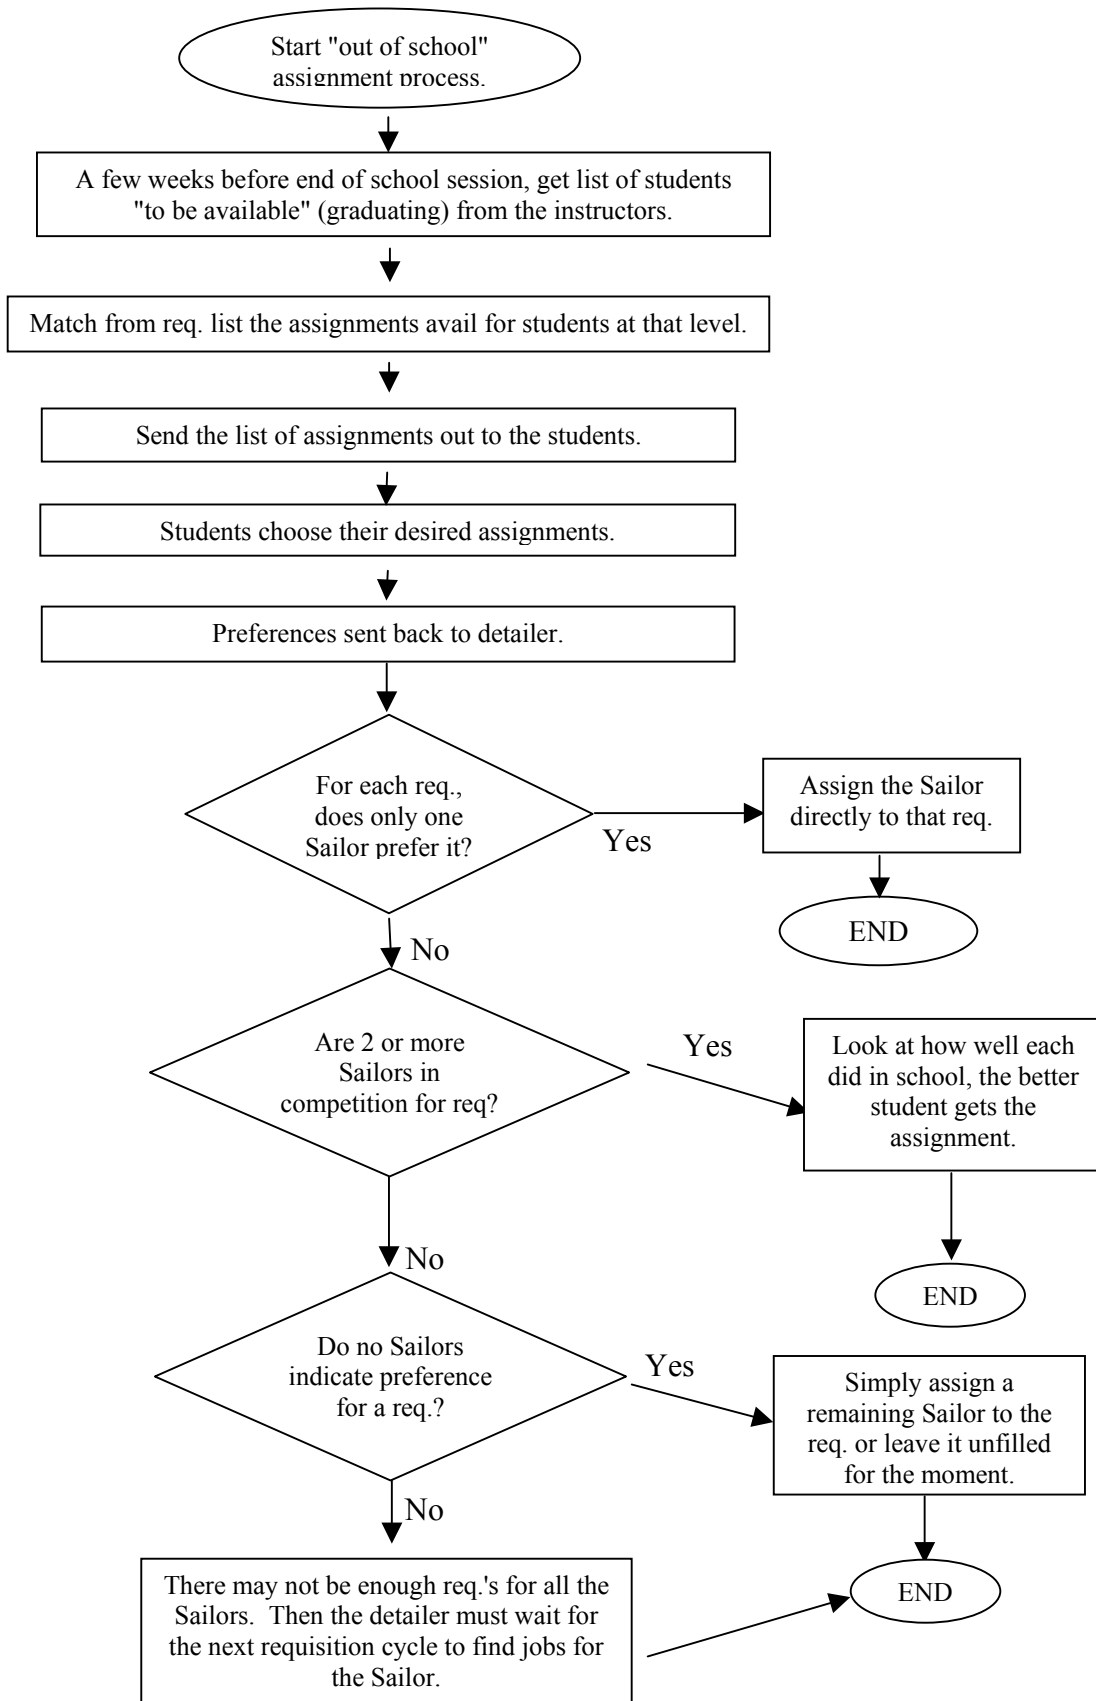 Start "out of school"
assignment process.
A few weeks before end of school session, get list of students
"to be available" (graduating) from the instructors.
Match from req. list the assignments avail for students at that level.
Send the list of assignments out to the students.
Students choose their desired assignments.
Preferences sent back to detailer.
For each req.,
does only one
Sailor prefer it?
Yes
Assign the Sailor
directly to that req.
END
No
Are 2 or more
Sailors in
competition for req?
Yes
Look at how well each
did in school, the better
student gets the
assignment.
END
No
Do no Sailors
indicate preference
for a req.?
Yes
Simply assign a
remaining Sailor to the
req. or leave it unfilled
for the moment.
No
There may not be enough req.'s for all the
Sailors. Then the detailer must wait for
the next requisition cycle to find jobs for
the Sailor.
END